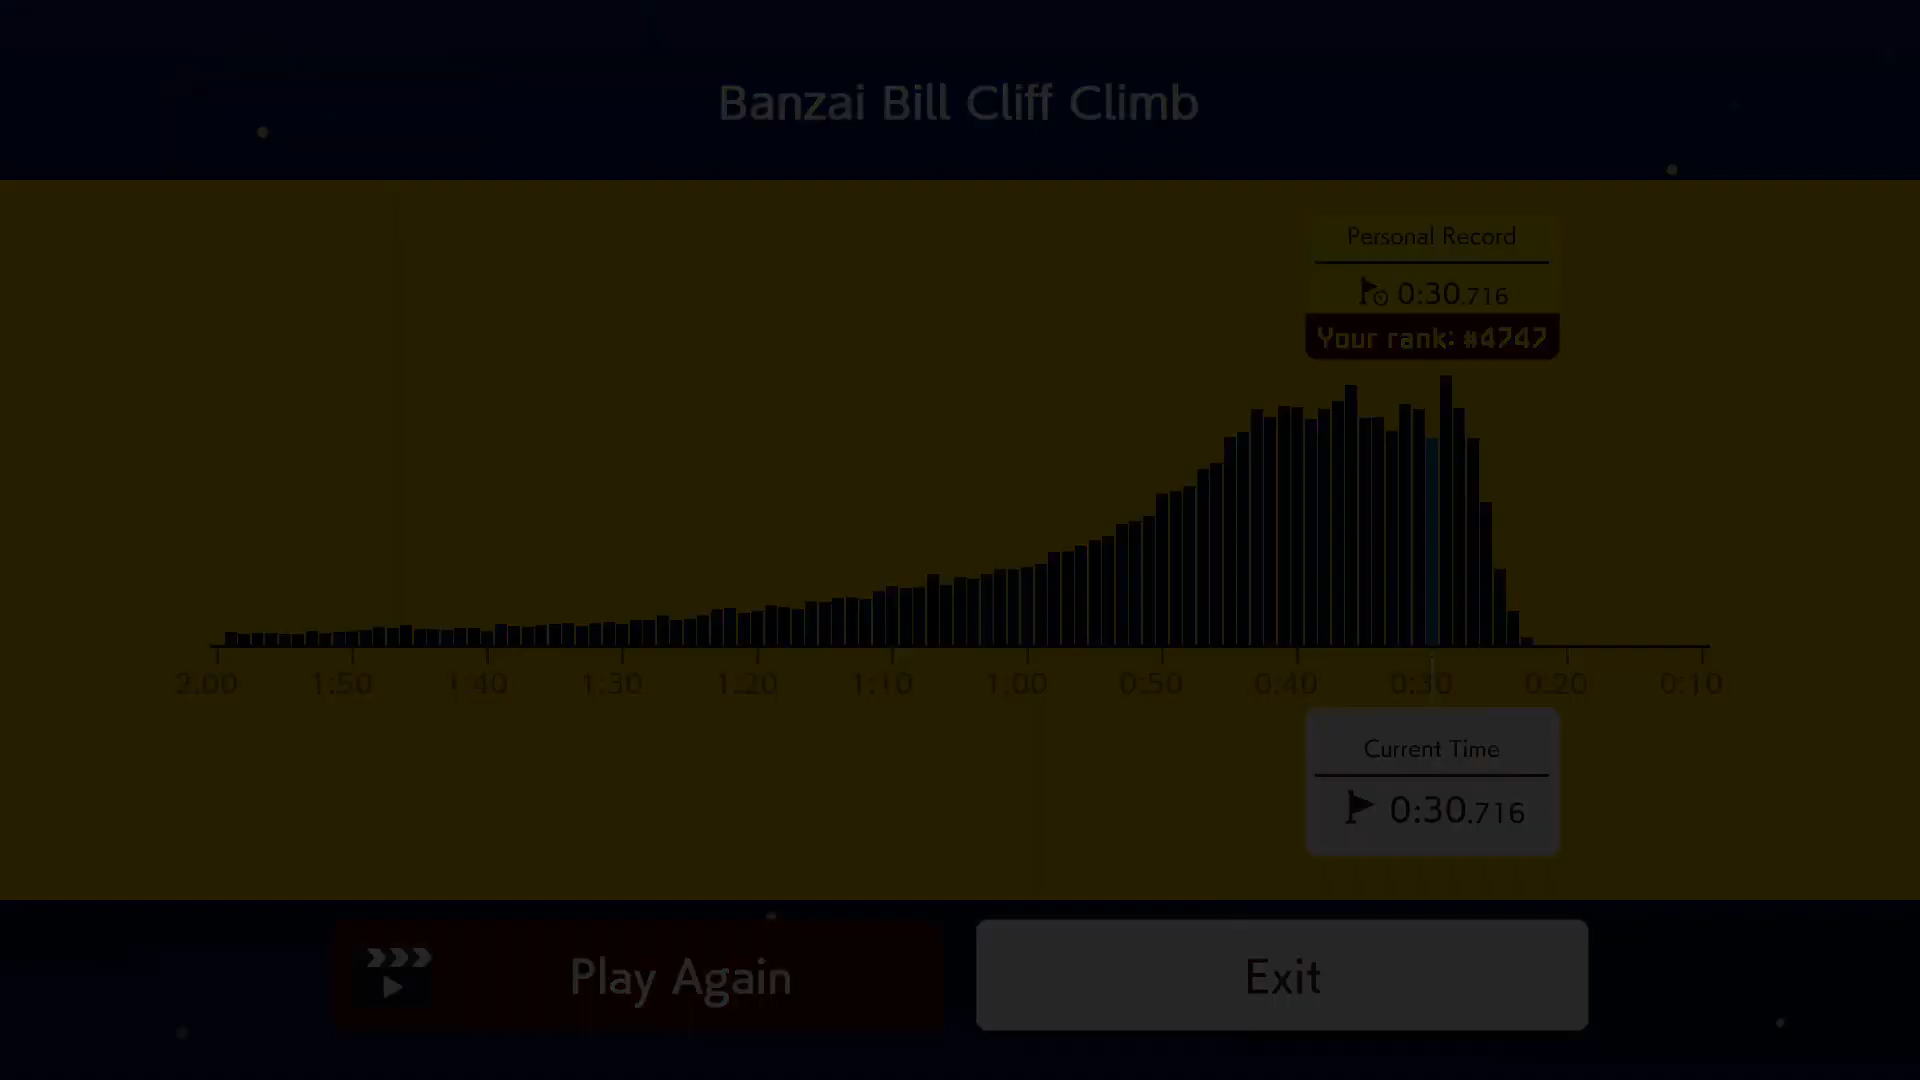 Banzai Bill Cliff Climb
Personal Record
0:30.716
Your rank: #4747
2:00 1:50 1:40 1:30 1:20 1:10 1:00 0:50 0:40 0:30 0:20 0:10
Current Time
0:30.716
Play Again
Exit